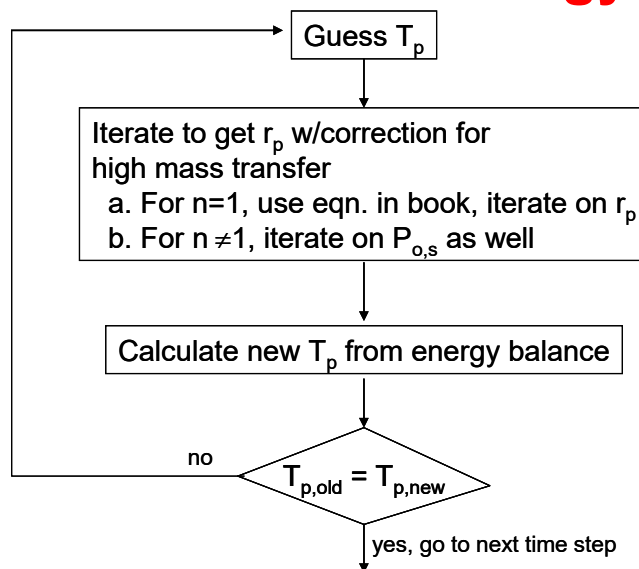 Guess Tₚ
Iterate to get rₚ w/correction for
high mass transfer
a. For n=1, use eqn. in book, iterate on rₚ
b. For n ≠1, iterate on Pₒ,ₛ as well
Calculate new Tₚ from energy balance
no
Tp,old = Tp,new
yes, go to next time step